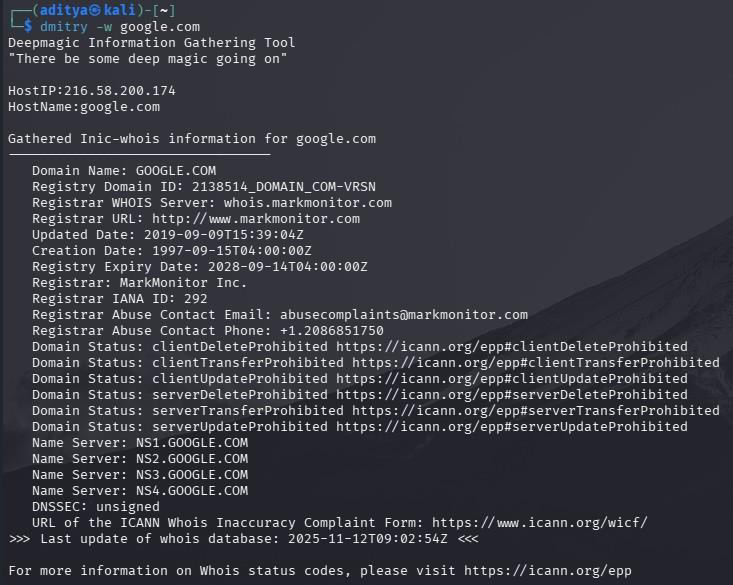 ┌──(aditya㉿kali)-[~]
└─$ dmitry -w google.com
Deepmagic Information Gathering Tool
"There be some deep magic going on"

HostIP:216.58.200.174
HostName:google.com

Gathered Inic-whois information for google.com
---------------------------------
   Domain Name: GOOGLE.COM
   Registry Domain ID: 2138514_DOMAIN_COM-VRSN
   Registrar WHOIS Server: whois.markmonitor.com
   Registrar URL: http://www.markmonitor.com
   Updated Date: 2019-09-09T15:39:04Z
   Creation Date: 1997-09-15T04:00:00Z
   Registry Expiry Date: 2028-09-14T04:00:00Z
   Registrar: MarkMonitor Inc.
   Registrar IANA ID: 292
   Registrar Abuse Contact Email: abusecomplaints@markmonitor.com
   Registrar Abuse Contact Phone: +1.2086851750
   Domain Status: clientDeleteProhibited https://icann.org/epp#clientDeleteProhibited
   Domain Status: clientTransferProhibited https://icann.org/epp#clientTransferProhibited
   Domain Status: clientUpdateProhibited https://icann.org/epp#clientUpdateProhibited
   Domain Status: serverDeleteProhibited https://icann.org/epp#serverDeleteProhibited
   Domain Status: serverTransferProhibited https://icann.org/epp#serverTransferProhibited
   Domain Status: serverUpdateProhibited https://icann.org/epp#serverUpdateProhibited
   Name Server: NS1.GOOGLE.COM
   Name Server: NS2.GOOGLE.COM
   Name Server: NS3.GOOGLE.COM
   Name Server: NS4.GOOGLE.COM
   DNSSEC: unsigned
   URL of the ICANN Whois Inaccuracy Complaint Form: https://www.icann.org/wicf/
>>> Last update of whois database: 2025-11-12T09:02:54Z <<<

For more information on Whois status codes, please visit https://icann.org/epp